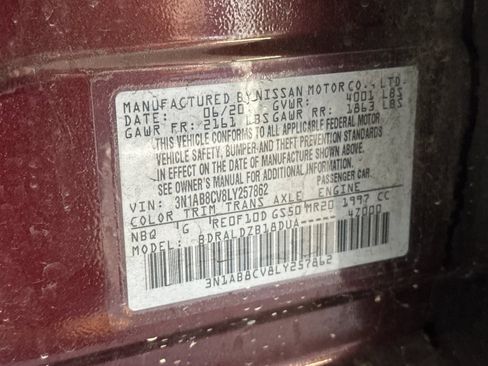 MANUFACTURED BY NISSAN MOTOR CO., LTD.
DATE: 06/20 GVWR: 4001 LBS
GAWR FR: 2161 LBS GAWR RR: 1863 LBS
THIS VEHICLE CONFORMS TO ALL APPLICABLE FEDERAL MOTOR
VEHICLE SAFETY, BUMPER AND THEFT PREVENTION STANDARDS
IN EFFECT ON THE DATE OF MANUFACTURE SHOWN ABOVE.
SEE OWNER'S MANUAL FOR ADDITIONAL INFORMATION.
VIN: 3N1AB8CV8LY257862 PASSENGER CAR
COLOR TRIM TRANS AXLE ENGINE
NBQ G RE0F10D GS50 MR20 1997 CC
MODEL: BDRALDZB18DUA 47000
3N1AB8CV8LY257862